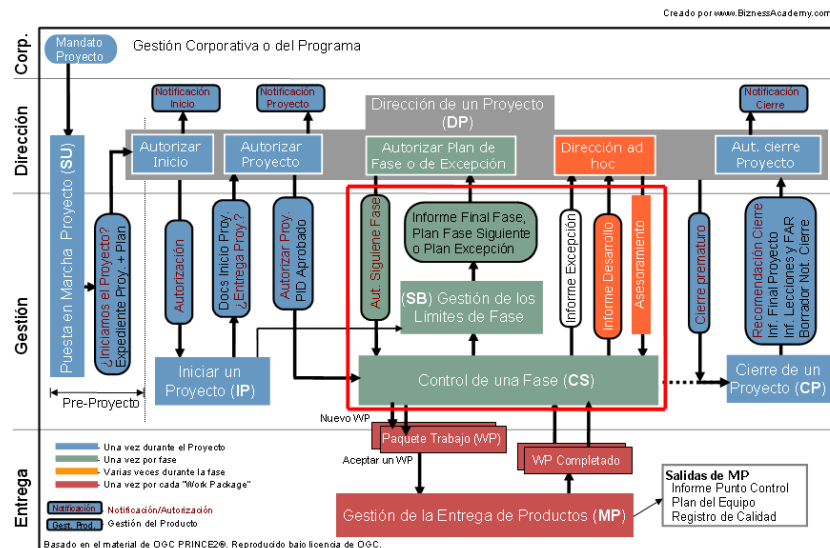 Creado por www.BiznessAcademy.com
Corp.
Mandato
Proyecto
Gestión Corporativa o del Programa
Dirección
Notificación
Inicio
Notificación
Proyecto
Dirección de un Proyecto
(DP)
Notificación
Cierre
Autorizar
Inicio
Autorizar
Proyecto
Autorizar Plan de
Fase o de Excepción
Dirección ad
hoc
Aut. cierre
Proyecto
Gestión
Puesta en Marcha Proyecto (SU)
¿Iniciamos el Proyecto?
Expediente Proy. + Plan
Autorización
Docs Inicio Proy.
¿Entrega Proy.?
Autorizar Proy.
PID Aprobado
Aut. Siguiene Fase
Informe Final Fase,
Plan Fase Siguiente
o Plan Excepción
Informe Excepción
Informe Desarrollo
Asesoramiento
Cierre prematuro
Recomendación Cierre
Inf. Final Proyecto
Inf. Lecciones y FAR
Borrador Not. Cierre
(SB) Gestión de los
Límites de Fase
Iniciar un
Proyecto (IP)
Control de una Fase (CS)
Cierre de un
Proyecto (CP)
Pre-Proyecto
Nuevo WP
Entrega
Paquete Trabajo (WP)
Aceptar un WP
WP Completado
Una vez durante el Proyecto
Una vez por fase
Varias veces durante la fase
Una vez por cada "Work Package"
Notificación
Notificación/Autorización
Gest. Prod.
Gestión del Producto
Gestión de la Entrega de Productos (MP)
Salidas de MP
Informe Punto Control
Plan del Equipo
Registro de Calidad
Basado en el material de OGC PRINCE2®. Reproducido bajo licencia de OGC.